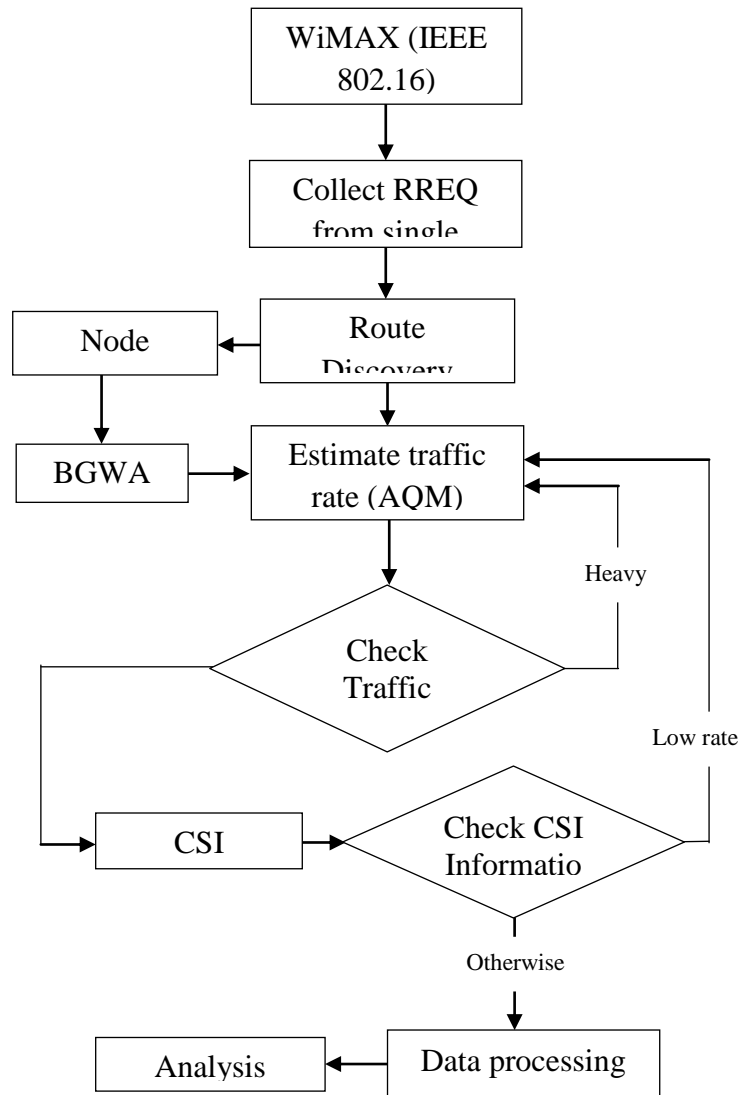 WiMAX (IEEE
802.16)
Collect RREQ
from single
Route
Discovery
Node
BGWA
Estimate traffic
rate (AQM)
Heavy
Check
Traffic
Low rate
CSI
Check CSI
Informatio
Otherwise
Data processing
Analysis